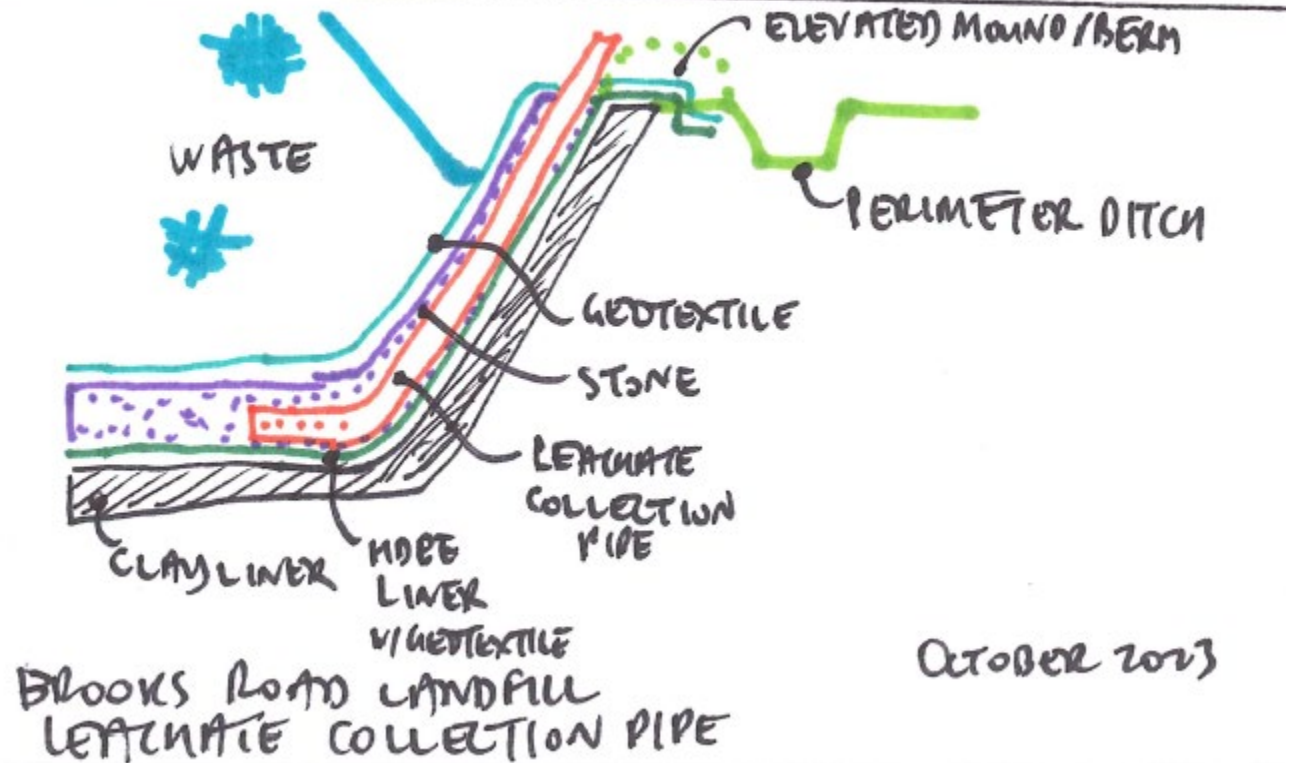 ELEVATED MOUND/BERM
WASTE
PERIMETER DITCH
GEOTEXTILE
STONE
LEACHATE
COLLECTION
PIPE
CLAY LINER
HDPE
LINER
W/GEOTEXTILE
BROOKS ROAD LANDFILL
LEACHATE COLLECTION PIPE
OCTOBER 2023